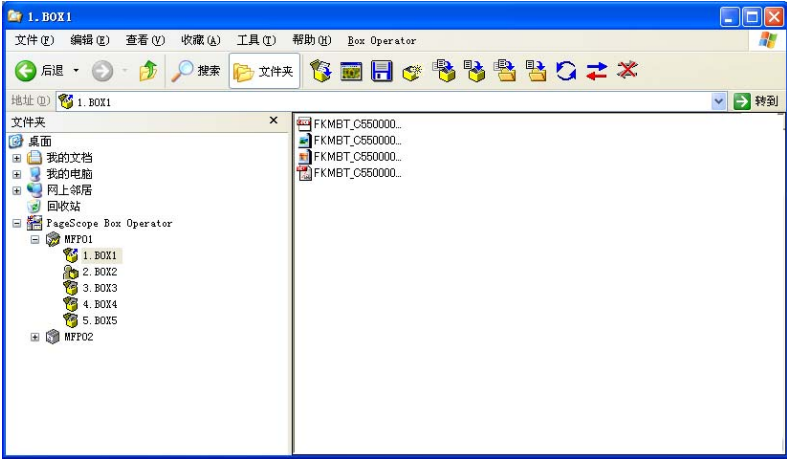 1. BOX1
文件(F) 编辑(E) 查看(V) 收藏(A) 工具(T) 帮助(H) Box Operator
后退 搜索 文件夹
地址(D) 1. BOX1 转到
文件夹 ×
桌面
我的文档
我的电脑
网上邻居
回收站
PageScope Box Operator
MFP01
1. BOX1
2. BOX2
3. BOX3
4. BOX4
5. BOX5
MFP02
FKMBT_C550000...
FKMBT_C550000...
FKMBT_C550000...
FKMBT_C550000...